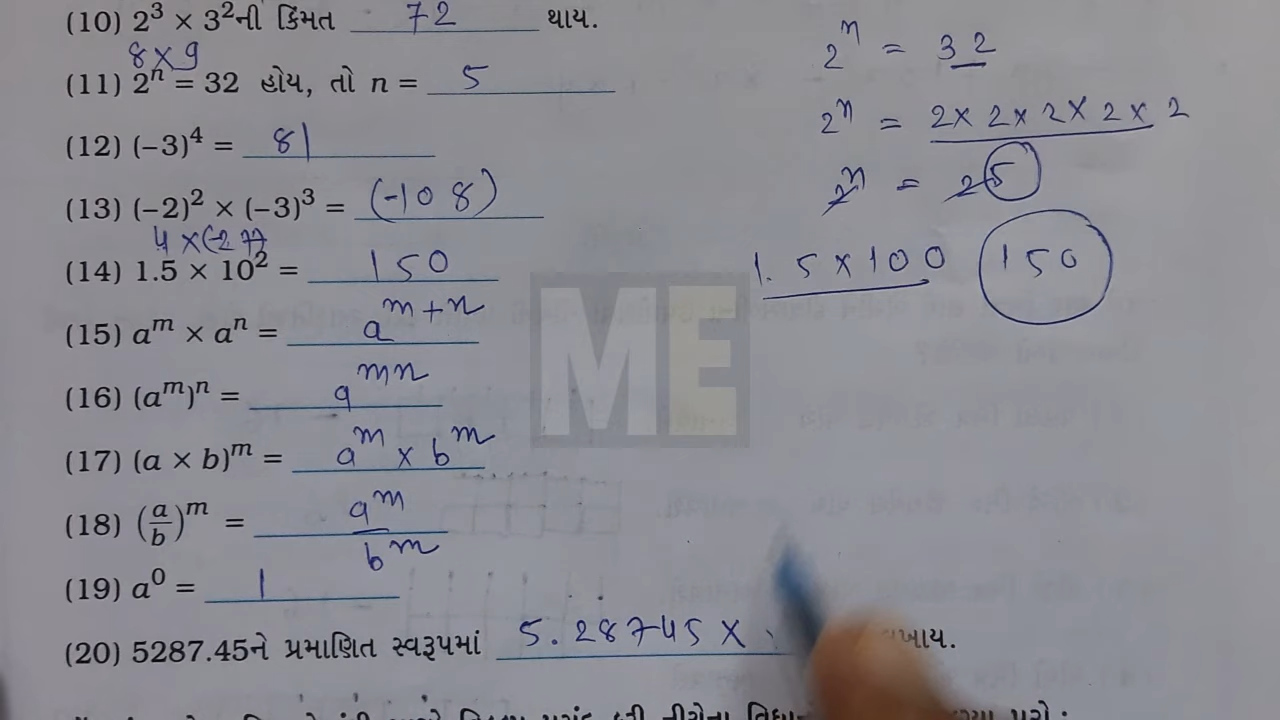 (10) 2³ × 3²ની કિંમત 72 થાય.
8 × 9
(11) 2ⁿ = 32 હોય, તો n = 5
(12) (−3)⁴ = 81
(13) (−2)² × (−3)³ = (-108)
4 × (-27)
(14) 1.5 × 10² = 150
(15) aᵐ × aⁿ = aᵐ⁺ⁿ
(16) (aᵐ)ⁿ = aᵐⁿ
(17) (a × b)ᵐ = aᵐ × bᵐ
(18) (a/b)ᵐ = aᵐ/bᵐ
(19) a⁰ = 1
(20) 5287.45ને પ્રમાણિત સ્વરૂપમાં 5.28745 ×
2ⁿ = 32
2ⁿ = 2 × 2 × 2 × 2 × 2
2ⁿ = 2⁵
1.5 × 100 150
ME